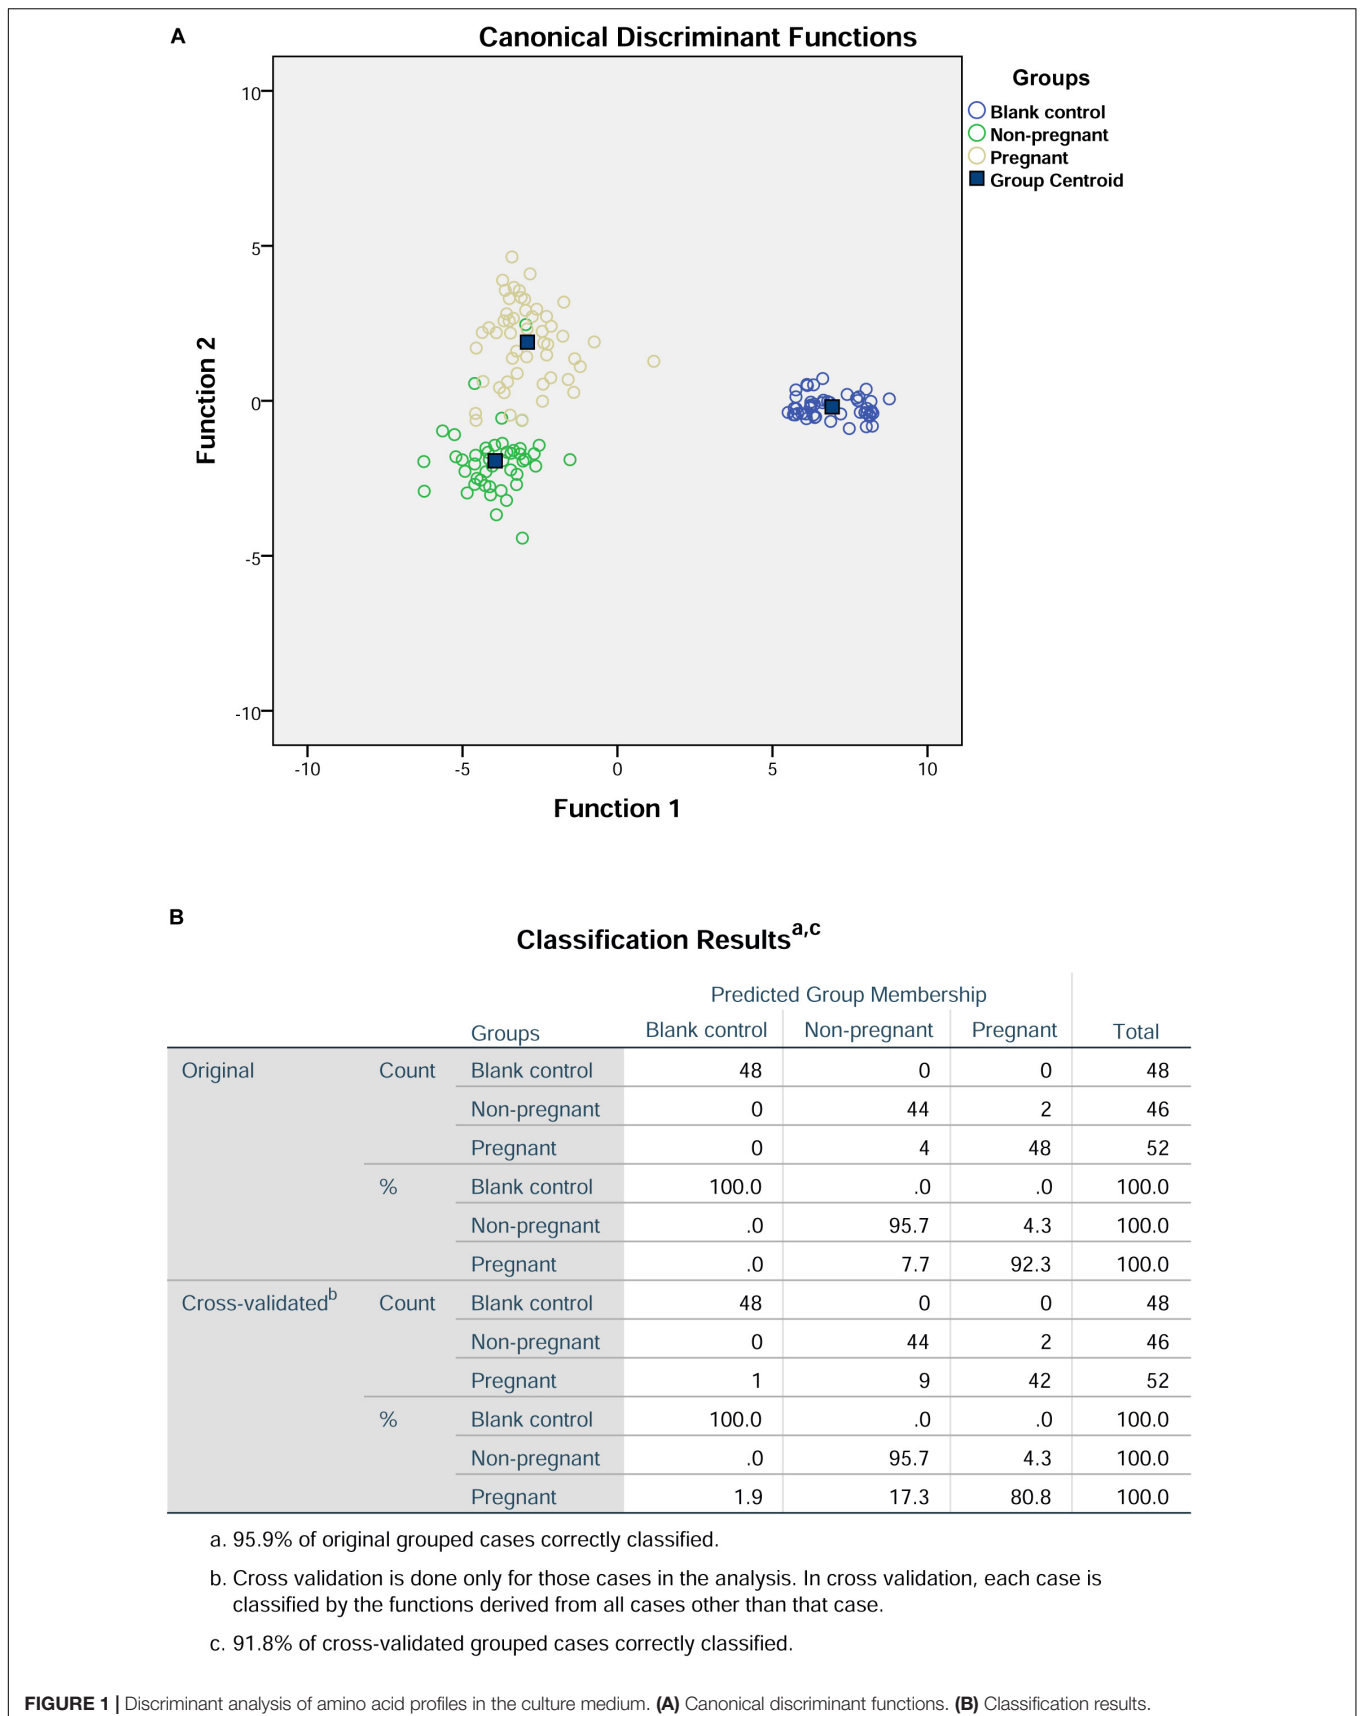 A
Canonical Discriminant Functions
Groups
Blank control
Non-pregnant
Pregnant
Group Centroid
10
5
0
-5
-10
Function 2
-10
-5
0
5
10
Function 1
B
Classification Results^a,c
Predicted Group Membership
Groups Blank control Non-pregnant Pregnant Total
Original Count Blank control 48 0 0 48
Non-pregnant 0 44 2 46
Pregnant 0 4 48 52
% Blank control 100.0 .0 .0 100.0
Non-pregnant .0 95.7 4.3 100.0
Pregnant .0 7.7 92.3 100.0
Cross-validated^b Count Blank control 48 0 0 48
Non-pregnant 0 44 2 46
Pregnant 1 9 42 52
% Blank control 100.0 .0 .0 100.0
Non-pregnant .0 95.7 4.3 100.0
Pregnant 1.9 17.3 80.8 100.0
a. 95.9% of original grouped cases correctly classified.
b. Cross validation is done only for those cases in the analysis. In cross validation, each case is
classified by the functions derived from all cases other than that case.
c. 91.8% of cross-validated grouped cases correctly classified.
FIGURE 1 | Discriminant analysis of amino acid profiles in the culture medium. (A) Canonical discriminant functions. (B) Classification results.